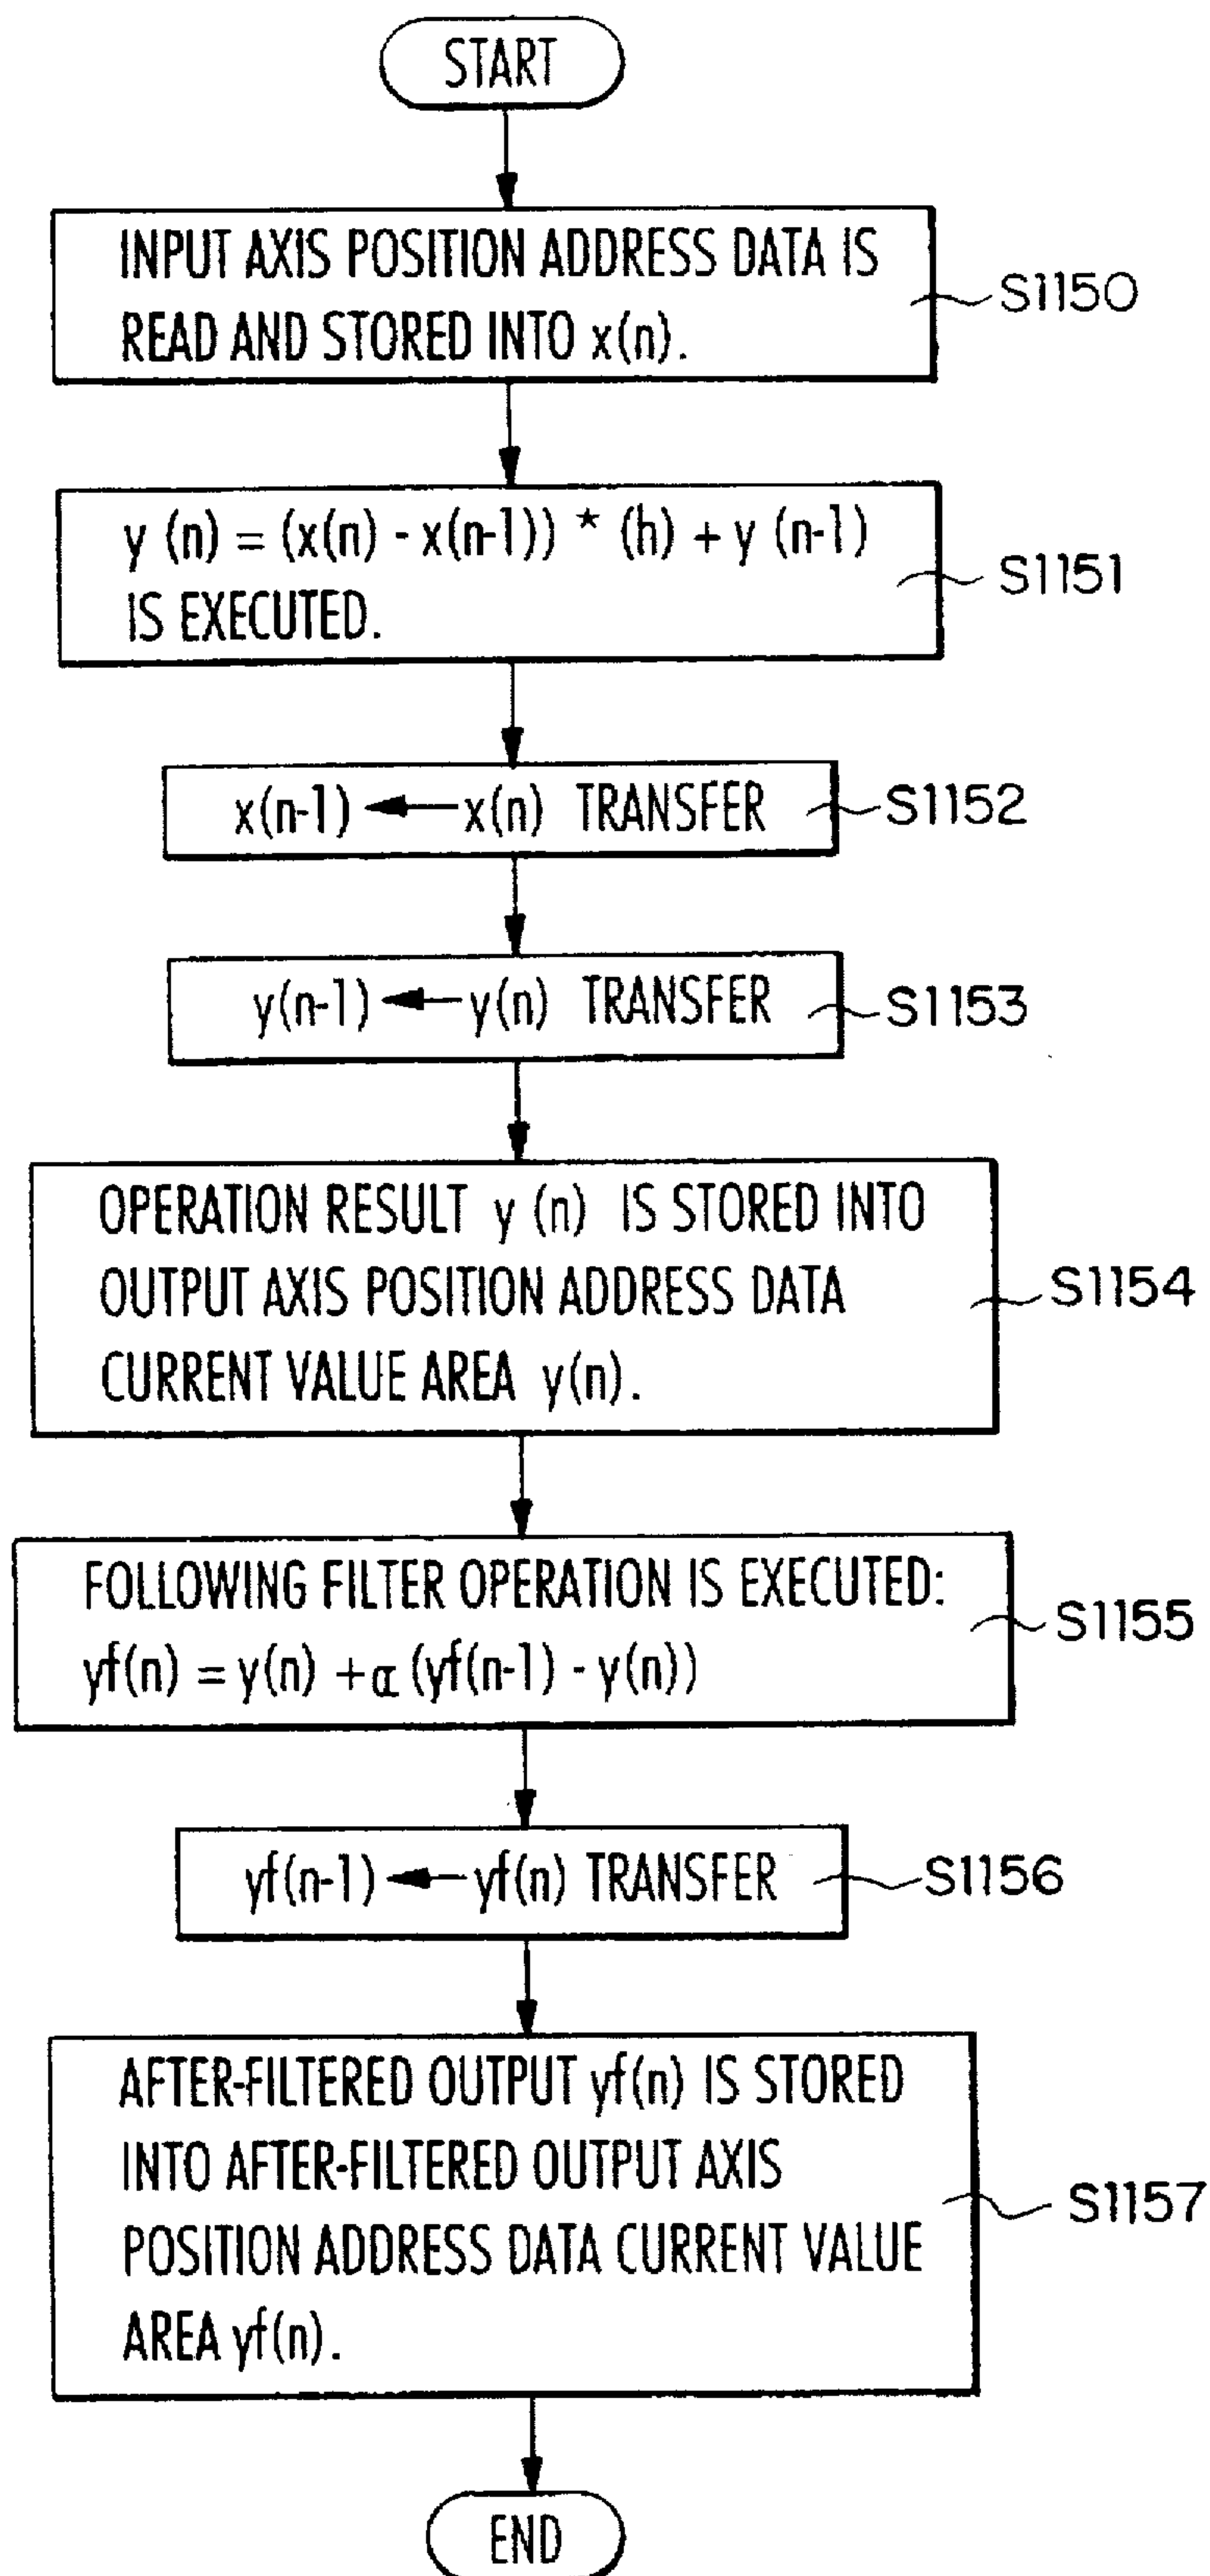 START
INPUT AXIS POSITION ADDRESS DATA IS
READ AND STORED INTO x(n).
S1150
y (n) = (x(n) - x(n-1)) * (h) + y (n-1)
IS EXECUTED.
S1151
x(n-1) ← x(n) TRANSFER
S1152
y(n-1) ← y(n) TRANSFER
S1153
OPERATION RESULT y (n) IS STORED INTO
OUTPUT AXIS POSITION ADDRESS DATA
CURRENT VALUE AREA y(n).
S1154
FOLLOWING FILTER OPERATION IS EXECUTED:
yf(n) = y(n) + α (yf(n-1) - y(n))
S1155
yf(n-1) ← yf(n) TRANSFER
S1156
AFTER-FILTERED OUTPUT yf(n) IS STORED
INTO AFTER-FILTERED OUTPUT AXIS
POSITION ADDRESS DATA CURRENT VALUE
AREA yf(n).
S1157
END